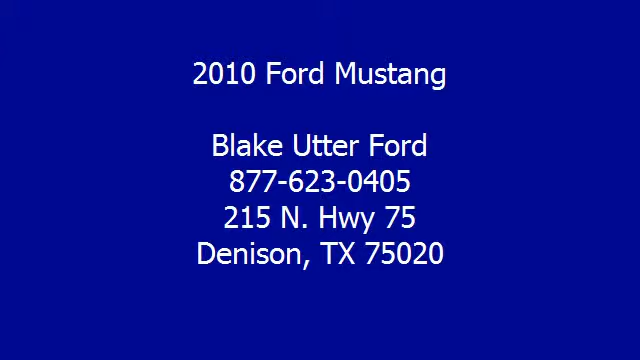 2010 Ford Mustang
Blake Utter Ford
877-623-0405
215 N. Hwy 75
Denison, TX 75020